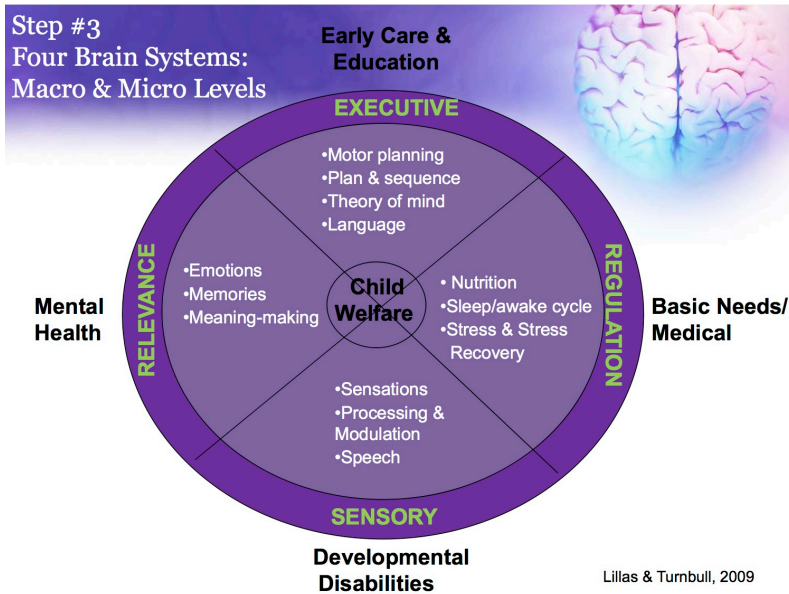 Step #3
Four Brain Systems:
Macro & Micro Levels
Early Care &
Education
EXECUTIVE
•Motor planning
•Plan & sequence
•Theory of mind
•Language
RELEVANCE
•Emotions
•Memories
•Meaning-making
Mental
Health
Child
Welfare
• Nutrition
•Sleep/awake cycle
•Stress & Stress
Recovery
REGULATION
Basic Needs/
Medical
•Sensations
•Processing &
Modulation
•Speech
SENSORY
Developmental
Disabilities
Lillas & Turnbull, 2009